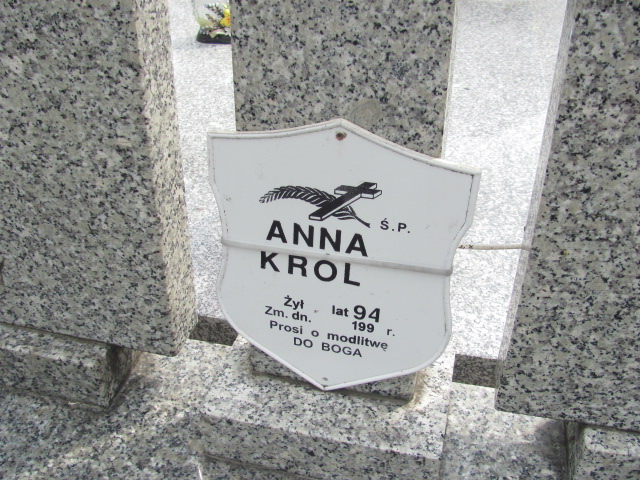 Ś.P.
ANNA
KROL
Żył lat 94
Zm. dn. 199 r.
Prosi o modlitwę
DO BOGA